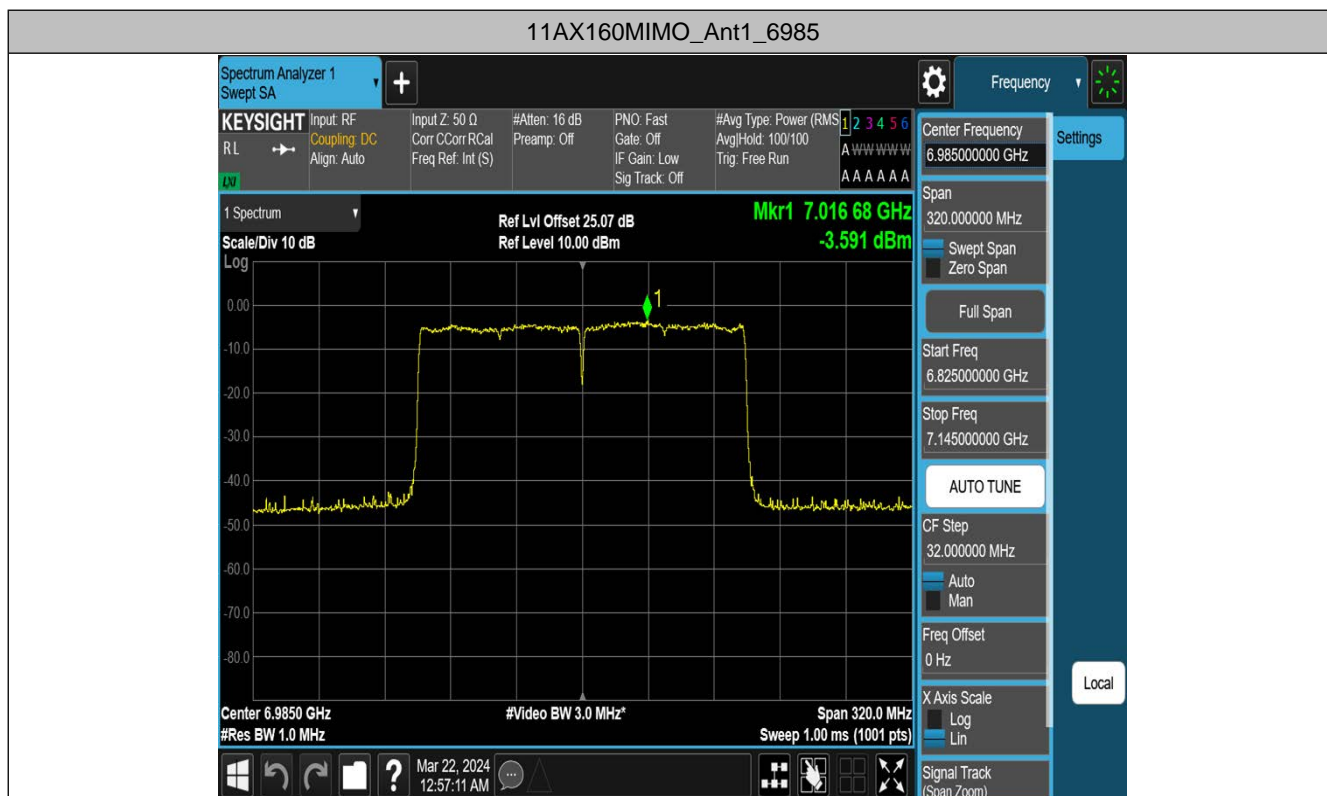 11AX160MIMO_Ant1_6985
Spectrum Analyzer 1
Swept SA
Frequency
KEYSIGHT
RL
LXI
Input: RF
Coupling: DC
Align: Auto
Input Z: 50 Ω
Corr CCorr RCal
Freq Ref: Int (S)
#Atten: 16 dB
Preamp: Off
PNO: Fast
Gate: Off
IF Gain: Low
Sig Track: Off
#Avg Type: Power (RMS
Avg|Hold: 100/100
Trig: Free Run
1 2 3 4 5 6
A W W W W W
A A A A A A
1 Spectrum
Scale/Div 10 dB
Log
Ref Lvl Offset 25.07 dB
Ref Level 10.00 dBm
Mkr1 7.016 68 GHz
-3.591 dBm
1
0.00
-10.0
-20.0
-30.0
-40.0
-50.0
-60.0
-70.0
-80.0
Center 6.9850 GHz
#Res BW 1.0 MHz
#Video BW 3.0 MHz*
Span 320.0 MHz
Sweep 1.00 ms (1001 pts)
Mar 22, 2024
12:57:11 AM
Center Frequency
6.985000000 GHz
Settings
Span
320.000000 MHz
Swept Span
Zero Span
Full Span
Start Freq
6.825000000 GHz
Stop Freq
7.145000000 GHz
AUTO TUNE
CF Step
32.000000 MHz
Auto
Man
Freq Offset
0 Hz
X Axis Scale
Log
Lin
Local
Signal Track
(Span Zoom)